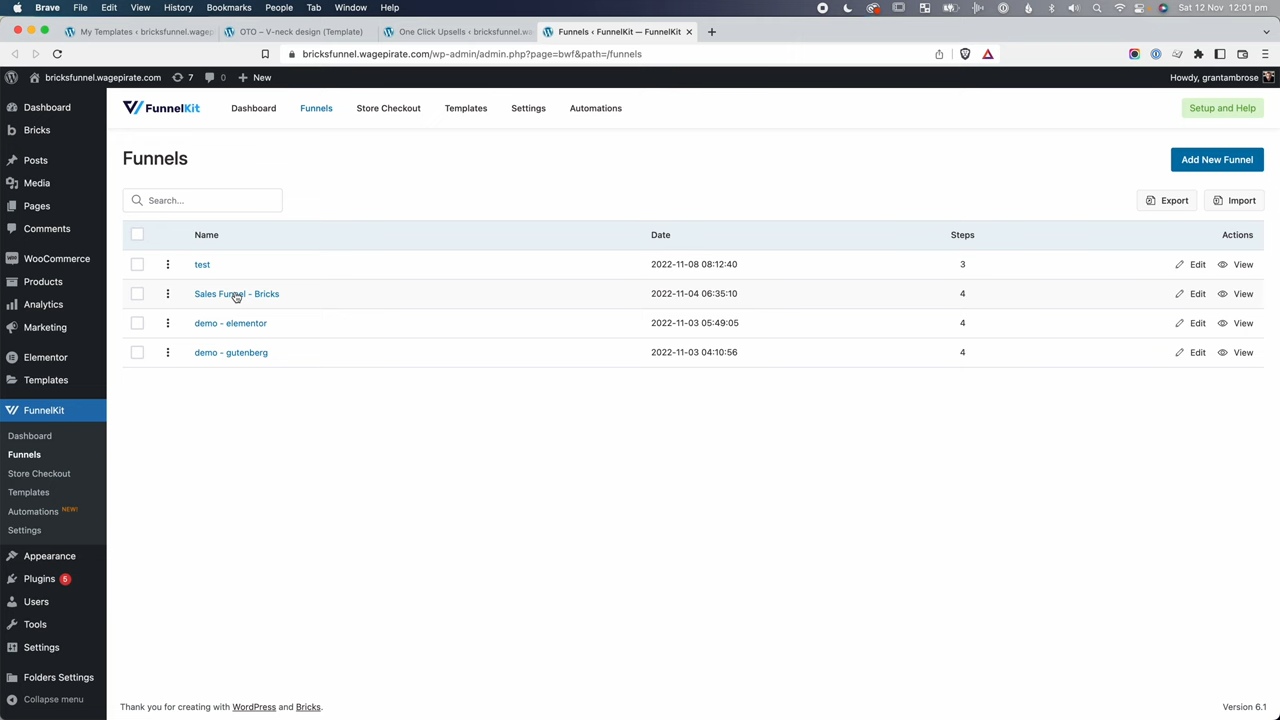 Brave File Edit View History Bookmarks People Tab Window Help Sat 12 Nov 12:01 pm
My Templates ‹ bricksfunnel.wagep OTO – V-neck design (Template) One Click Upsells ‹ bricksfunnel.wa Funnels ‹ FunnelKit — FunnelKit
bricksfunnel.wagepirate.com/wp-admin/admin.php?page=bwf&path=/funnels
bricksfunnel.wagepirate.com 7 0 New Howdy, grantambrose
FunnelKit Dashboard Funnels Store Checkout Templates Settings Automations Setup and Help
Dashboard
Bricks
Posts
Media
Pages
Comments
WooCommerce
Products
Analytics
Marketing
Elementor
Templates
FunnelKit
Dashboard
Funnels
Store Checkout
Templates
Automations NEW!
Settings
Appearance
Plugins 6
Users
Tools
Settings
Folders Settings
Collapse menu
Funnels Add New Funnel
Search... Export Import
Name Date Steps Actions
test 2022-11-08 08:12:40 3 Edit View
Sales Funnel - Bricks 2022-11-04 06:35:10 4 Edit View
demo - elementor 2022-11-03 05:49:05 4 Edit View
demo - gutenberg 2022-11-03 04:10:56 4 Edit View
Thank you for creating with WordPress and Bricks. Version 6.1